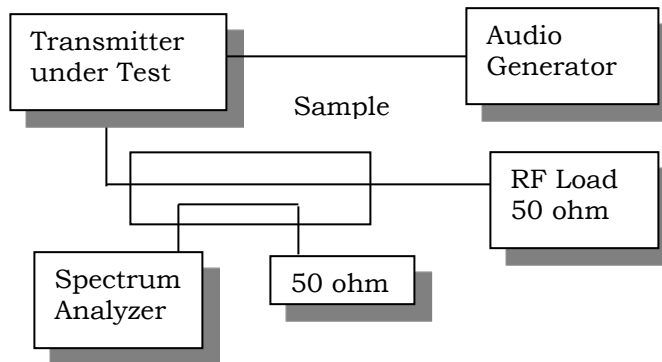 Transmitter
under Test
Audio
Generator
Sample
RF Load
50 ohm
Spectrum
Analyzer
50 ohm